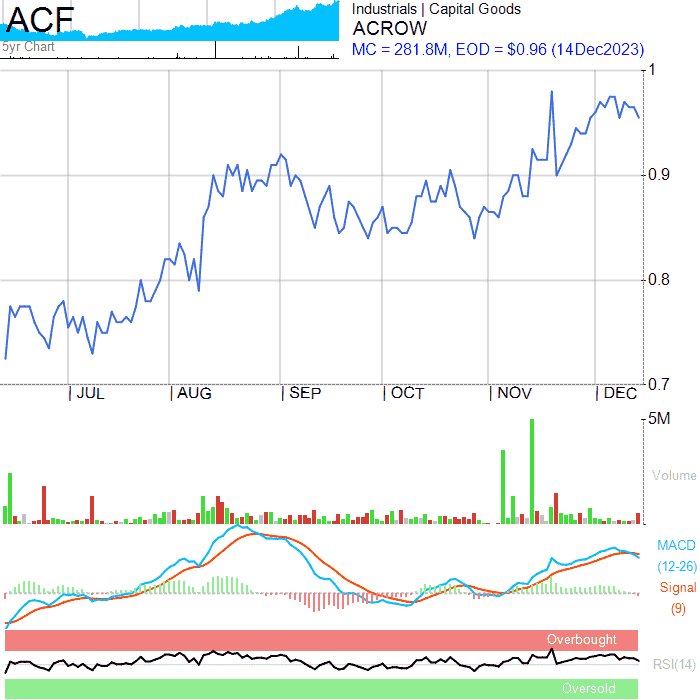 ACF
5yr Chart
Industrials | Capital Goods
ACROW
MC = 281.8M, EOD = $0.96 (14Dec2023)
1
0.9
0.8
0.7
JUL AUG SEP OCT NOV DEC
5M
Volume
MACD
(12-26)
Signal
(9)
Overbought
RSI(14)
Oversold